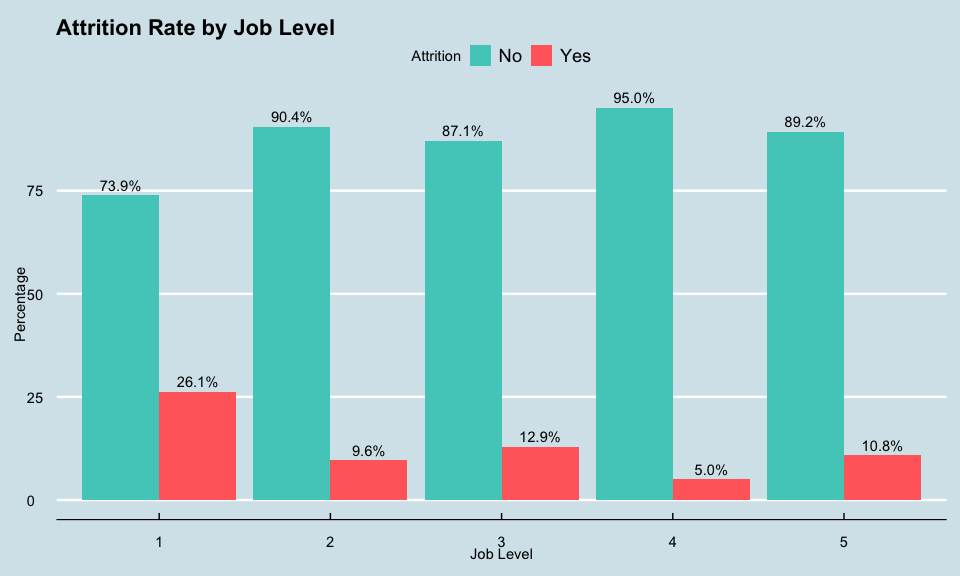 Attrition Rate by Job Level
Attrition No Yes
95.0%
90.4%
89.2%
87.1%
73.9%
75
Percentage
50
26.1%
25
12.9%
10.8%
9.6%
5.0%
0
1 2 3 4 5
Job Level